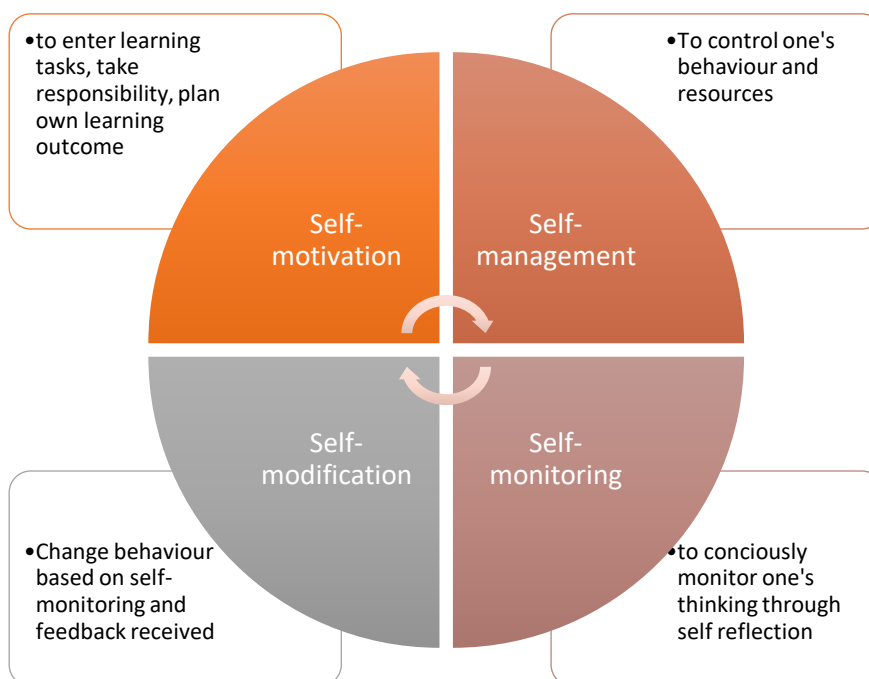 •to enter learning
tasks, take
responsibility, plan
own learning
outcome
•To control one's
behaviour and
resources
Self-
motivation
Self-
management
Self-
modification
Self-
monitoring
•Change behaviour
based on self-
monitoring and
feedback received
•to conciously
monitor one's
thinking through
self reflection